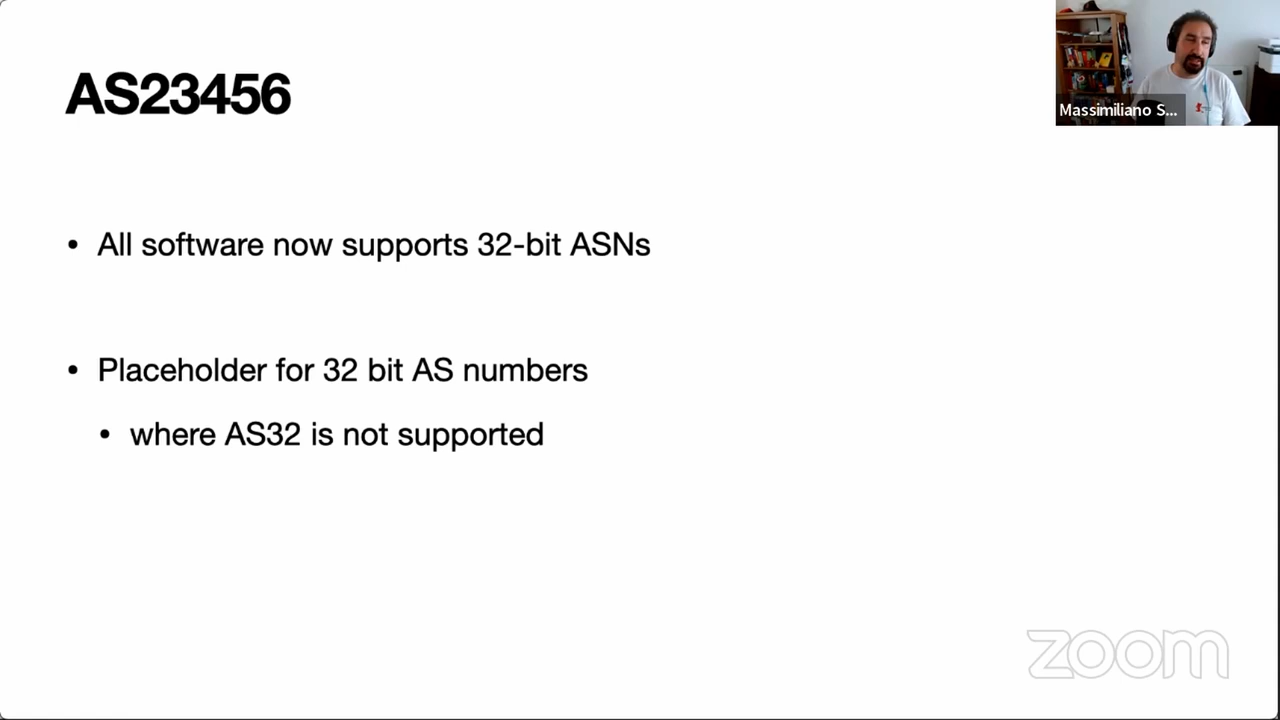 AS23456
Massimiliano S...
• All software now supports 32-bit ASNs
• Placeholder for 32 bit AS numbers
• where AS32 is not supported
zoom